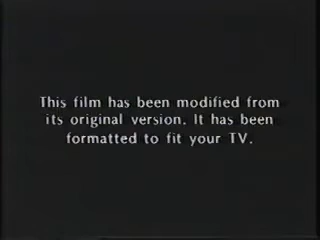 This film has been modified from
its original version. It has been
formatted to fit your TV.